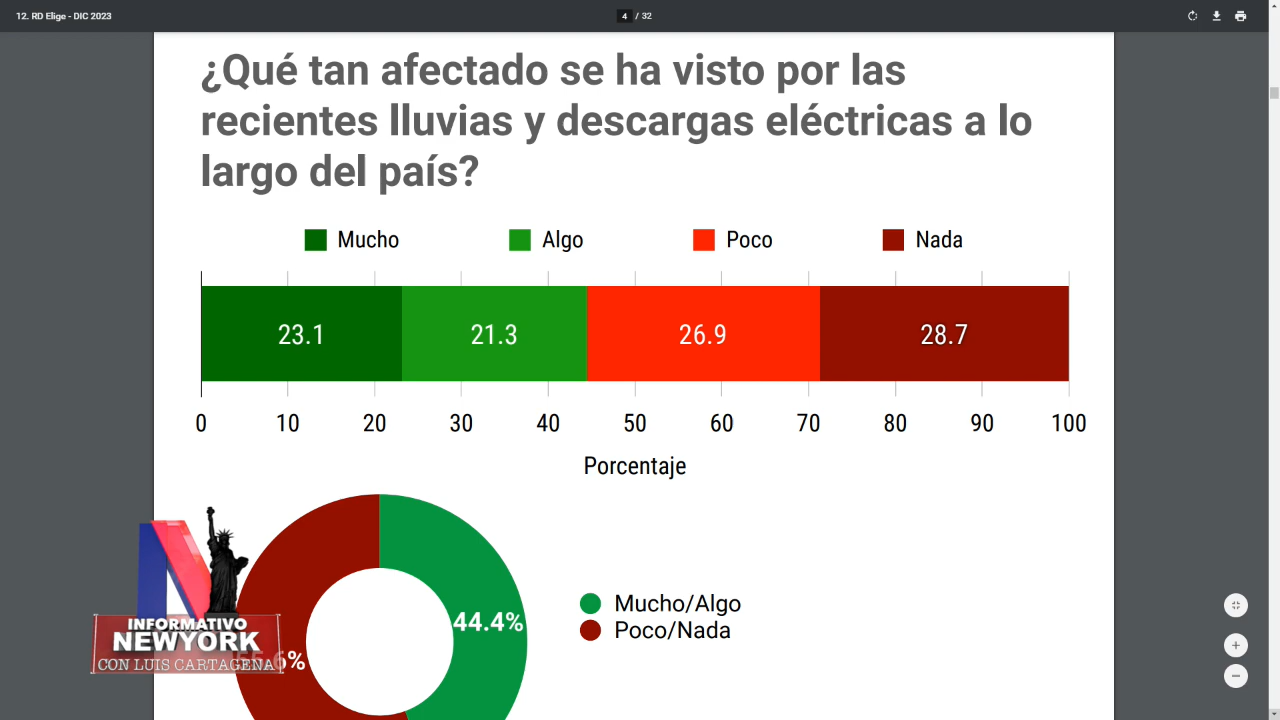 12. RD Elige - DIC 2023
4 / 32
¿Qué tan afectado se ha visto por las
recientes lluvias y descargas eléctricas a lo
largo del país?
Mucho Algo Poco Nada
23.1 21.3 26.9 28.7
0 10 20 30 40 50 60 70 80 90 100
Porcentaje
44.4%
Mucho/Algo
Poco/Nada
INFORMATIVO
NEWYORK
CON LUIS CARTAGENA